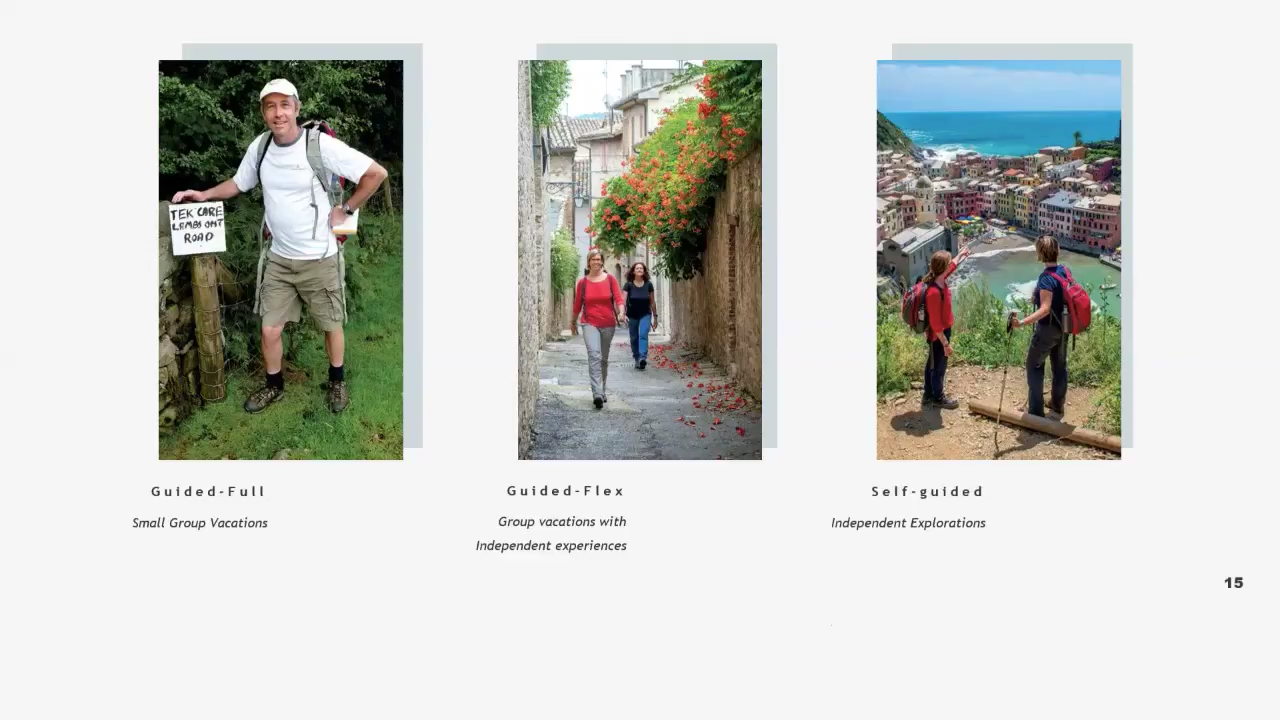 TEK CARE
LAMBS ONT
ROAD
Guided-Full
Small Group Vacations
Guided-Flex
Group vacations with
Independent experiences
Self-guided
Independent Explorations
15